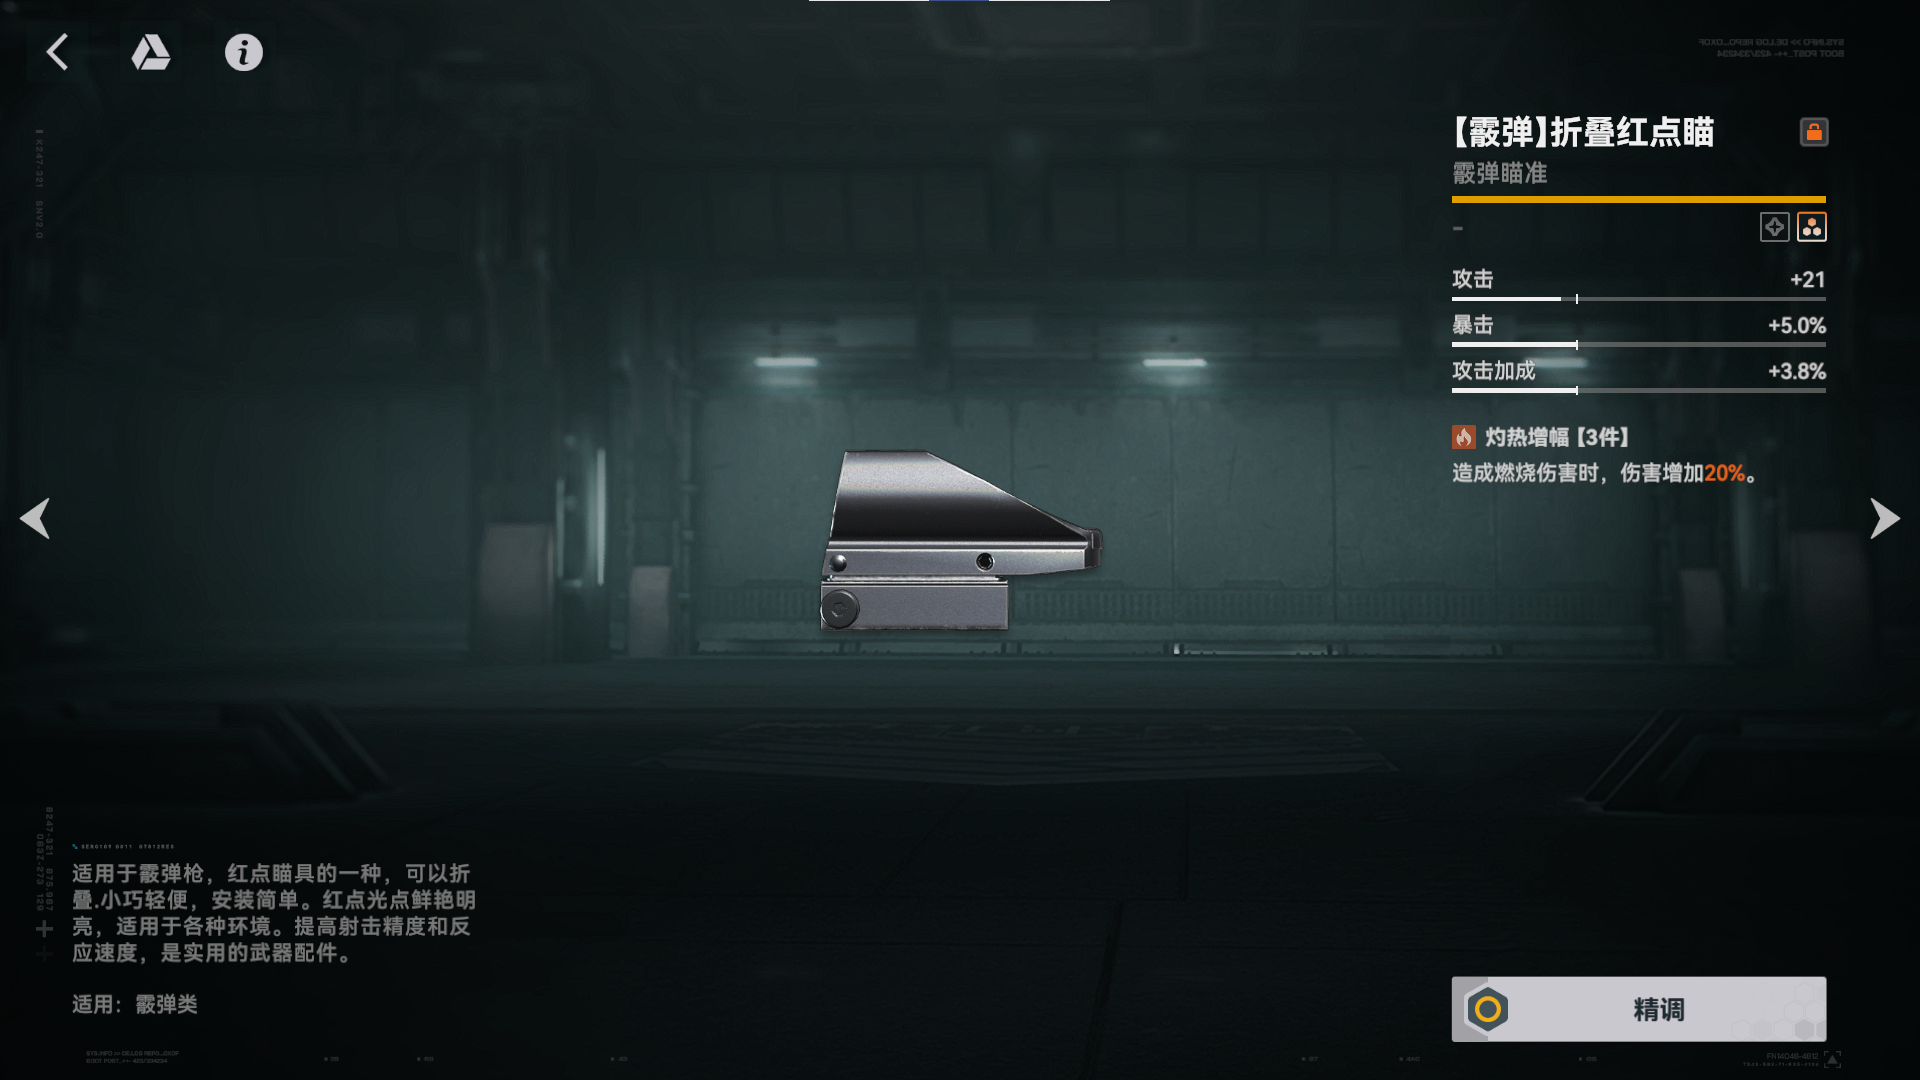 【霰弹】折叠红点瞄
霰弹瞄准
-
攻击 +21
暴击 +5.0%
攻击加成 +3.8%
灼热增幅【3件】
造成燃烧伤害时，伤害增加20%。
适用于霰弹枪，红点瞄具的一种，可以折
叠.小巧轻便，安装简单。红点光点鲜艳明
亮，适用于各种环境。提高射击精度和反
应速度，是实用的武器配件。
适用：霰弹类
精调